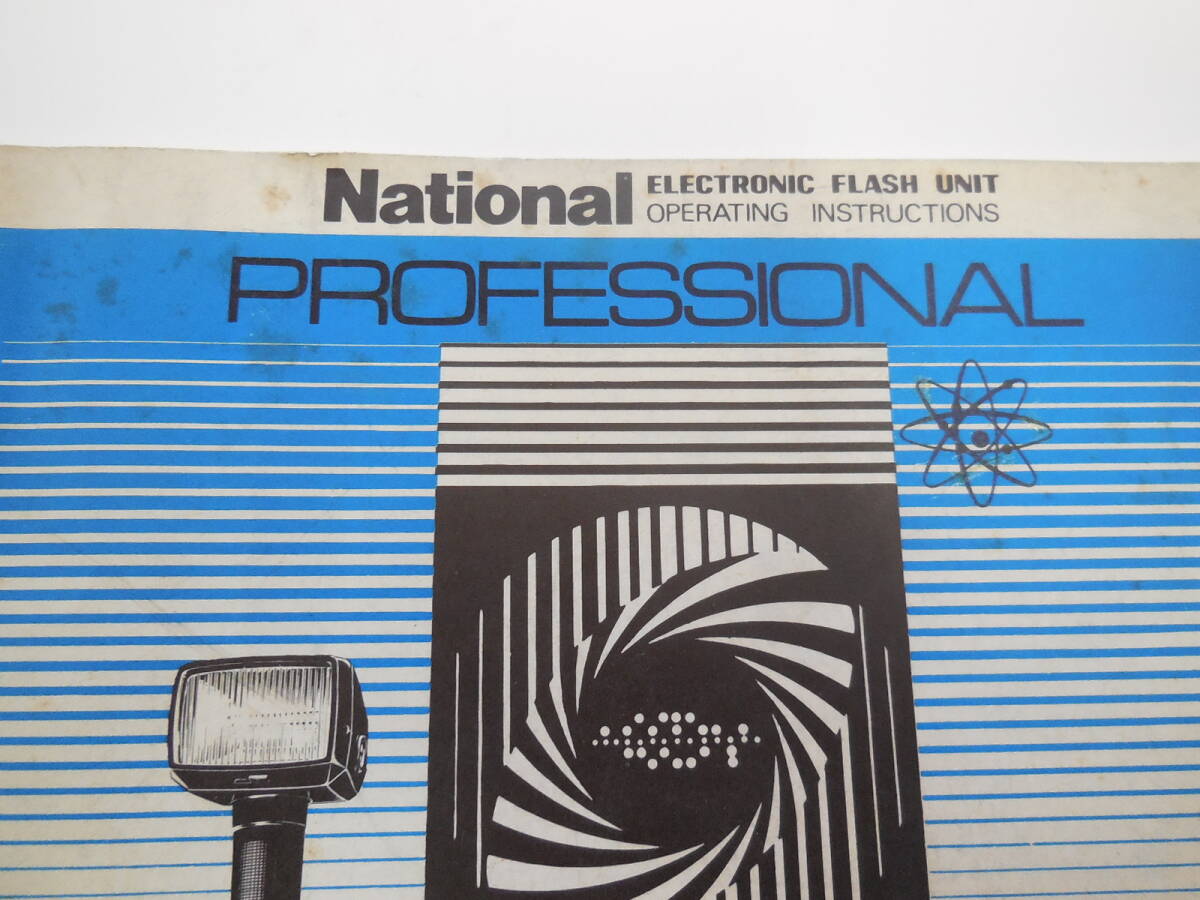 National
ELECTRONIC FLASH UNIT
OPERATING INSTRUCTIONS
PROFESSIONAL